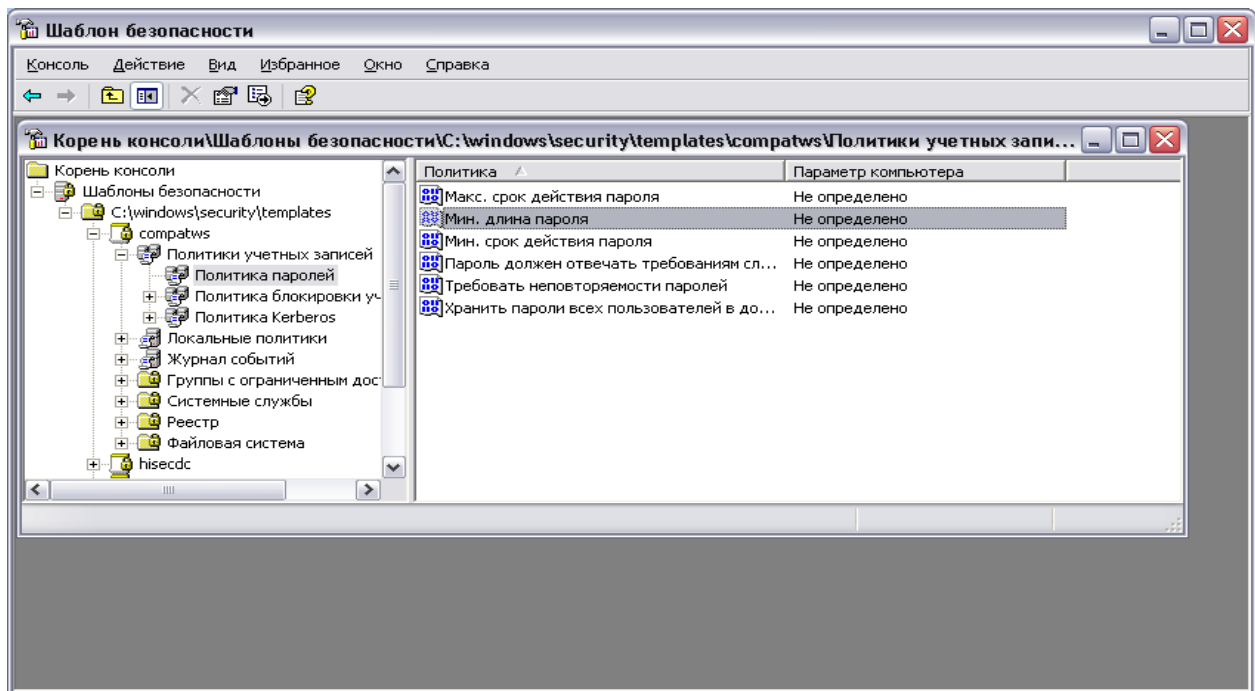 Шаблон безопасности
Консоль Действие Вид Избранное Окно Справка
Корень консоли\Шаблоны безопасности\C:\windows\security\templates\compatws\Политики учетных запи...
Корень консоли
Шаблоны безопасности
C:\windows\security\templates
compatws
Политики учетных записей
Политика паролей
Политика блокировки уч
Политика Kerberos
Локальные политики
Журнал событий
Группы с ограниченным дос
Системные службы
Реестр
Файловая система
hisecdc
Политика Параметр компьютера
Макс. срок действия пароля Не определено
Мин. длина пароля Не определено
Мин. срок действия пароля Не определено
Пароль должен отвечать требованиям сл... Не определено
Требовать неповторяемости паролей Не определено
Хранить пароли всех пользователей в до... Не определено